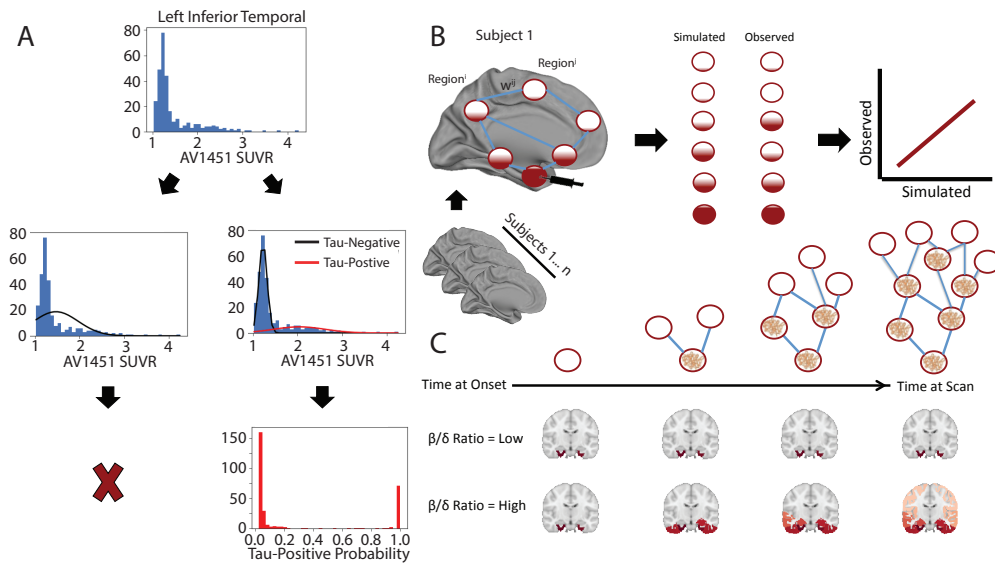 A
Left Inferior Temporal
80
60
40
20
0
1 2 3 4
AV1451 SUVR
80
60
40
20
0
1 2 3 4
AV1451 SUVR
80
60
40
20
0
Tau-Negative
Tau-Postive
1 2 3 4
AV1451 SUVR
150
100
50
0
0.0 0.2 0.4 0.6 0.8 1.0
Tau-Positive Probability
B
Subject 1
Regionⁱ
Regionʲ
wⁱʲ
Subjects 1... n
Simulated Observed
Observed
Simulated
C
Time at Onset
Time at Scan
β/δ Ratio = Low
β/δ Ratio = High